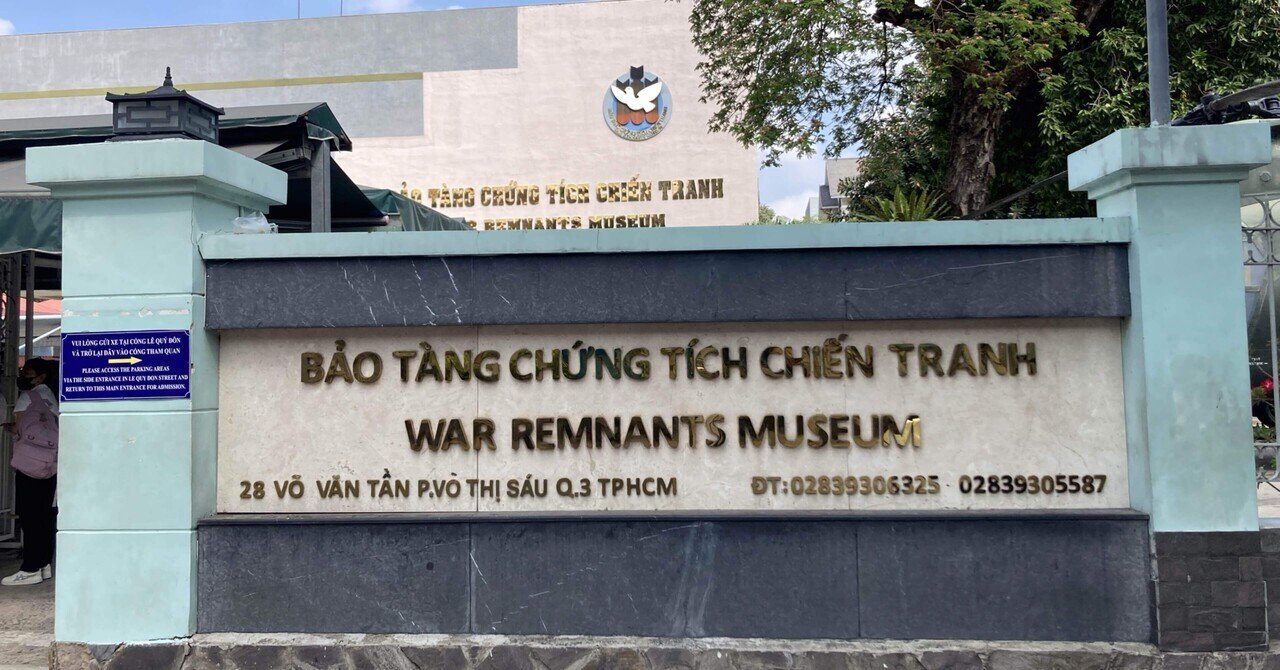 BẢO TÀNG CHỨNG TÍCH CHIẾN TRANH
WAR REMNANTS MUSEUM
VUI LÒNG GỬI XE TẠI CỔNG LÊ QUÝ ĐÔN
VÀ TRỞ LẠI ĐÂY VÀO CỔNG THAM QUAN
PLEASE ACCESS THE PARKING AREAS
VIA THE SIDE ENTRANCE IN LE QUY DON STREET AND
RETURN TO THIS MAIN ENTRANCE FOR ADMISSION.
BẢO TÀNG CHỨNG TÍCH CHIẾN TRANH
WAR REMNANTS MUSEUM
28 VÕ VĂN TẦN P.VÕ THỊ SÁU Q.3 TPHCM ĐT:02839306325 02839305587